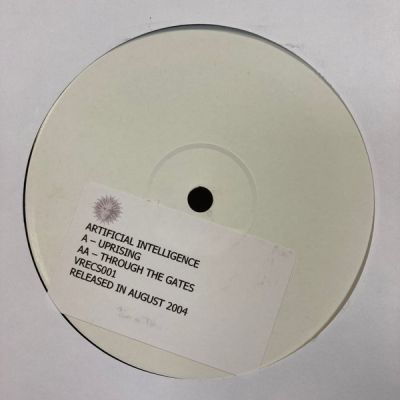 ARTIFICIAL INTELLIGENCE
A – UPRISING
AA – THROUGH THE GATES
VRECS001
RELEASED IN AUGUST 2004